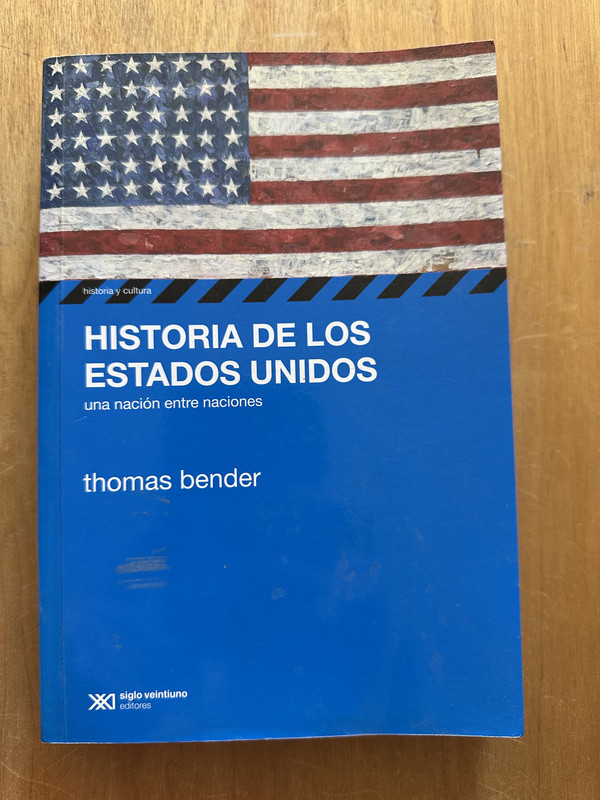 historia y cultura
HISTORIA DE LOS
ESTADOS UNIDOS
una nación entre naciones
thomas bender
siglo veintiuno
editores